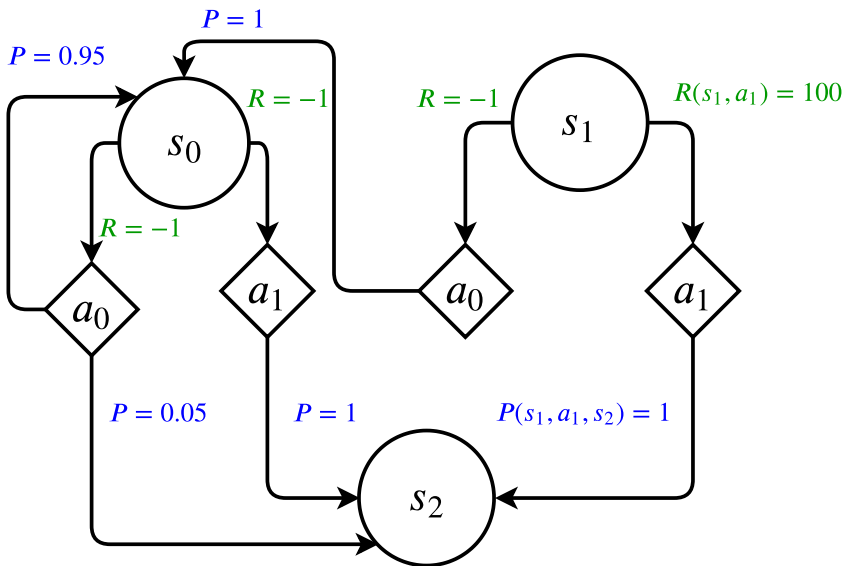 P = 1
P = 0.95
R = −1
R = −1
R(s₁, a₁) = 100
s₀
s₁
R = −1
a₀
a₁
a₀
a₁
P = 0.05
P = 1
P(s₁, a₁, s₂) = 1
s₂